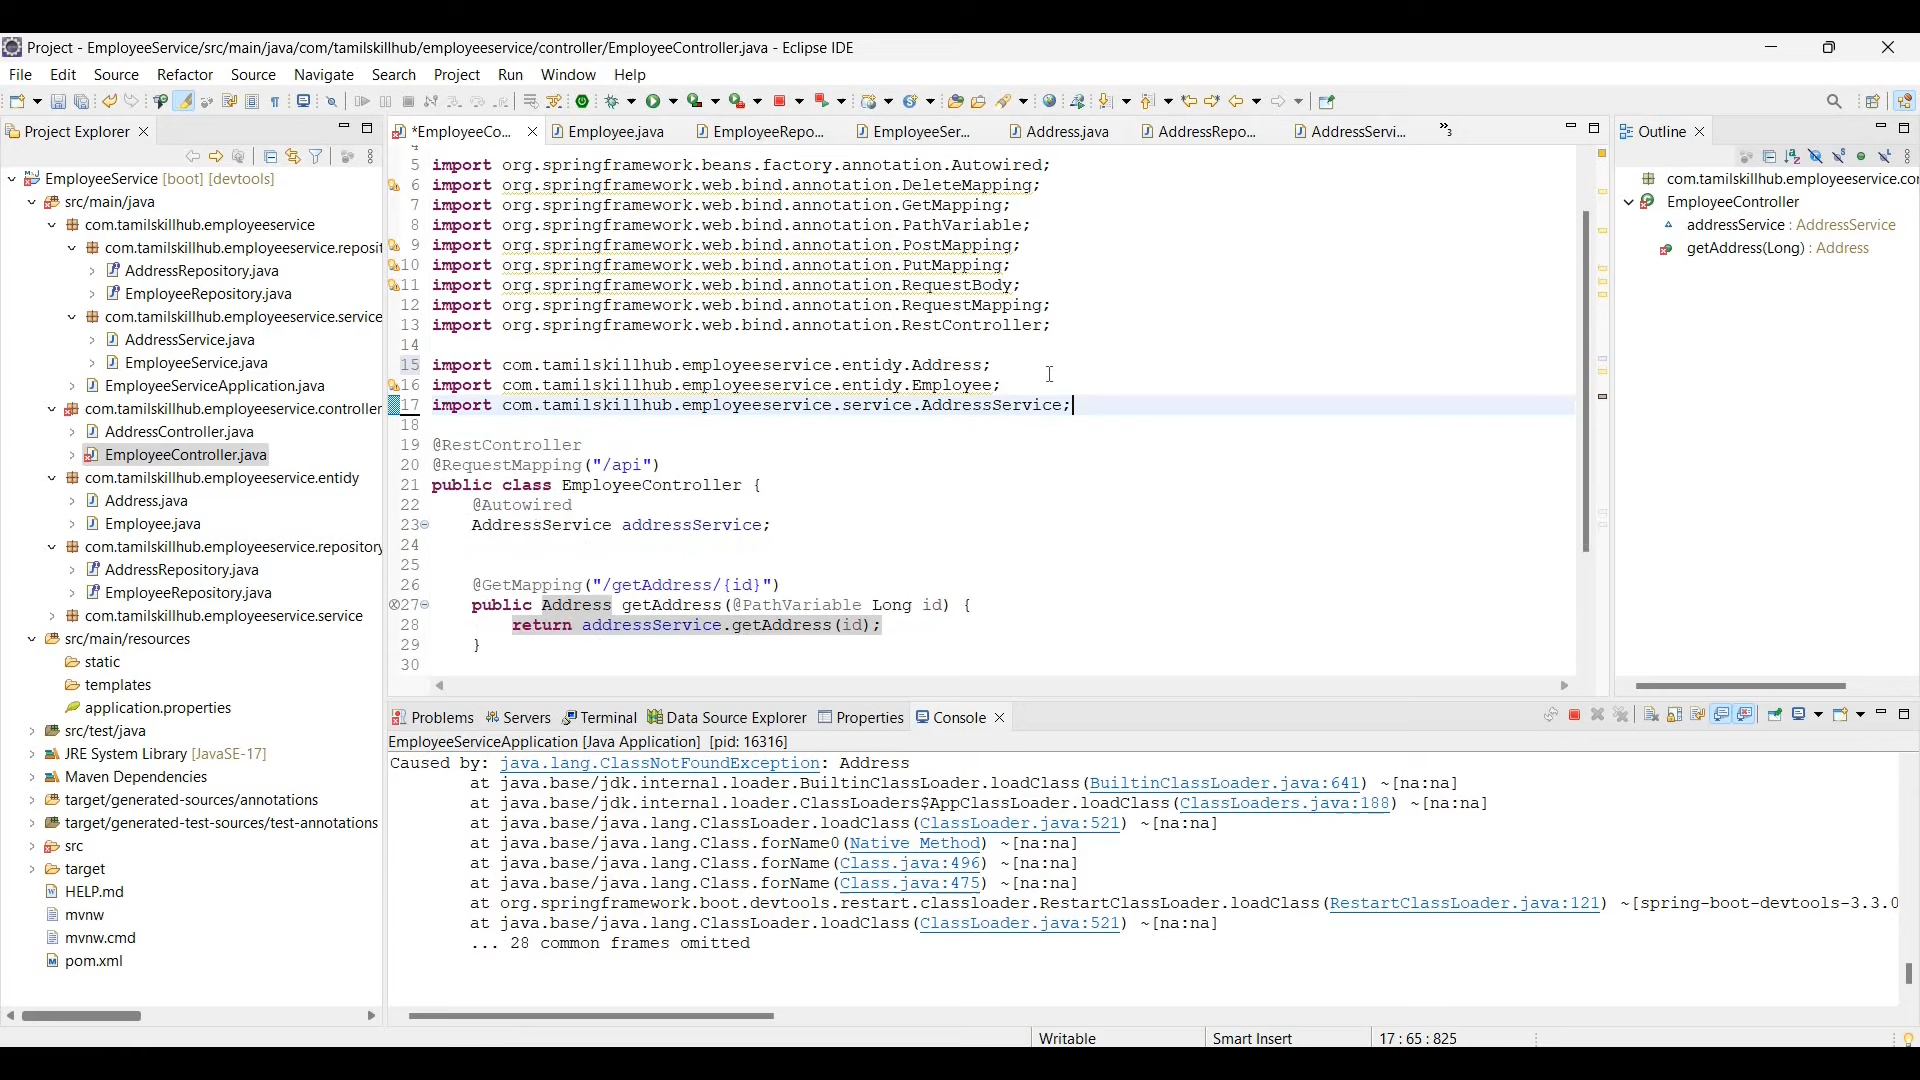 Project - EmployeeService/src/main/java/com/tamilskillhub/employeeservice/controller/EmployeeController.java - Eclipse IDE
File Edit Source Refactor Source Navigate Search Project Run Window Help
Project Explorer
EmployeeService [boot] [devtools]
src/main/java
com.tamilskillhub.employeeservice
com.tamilskillhub.employeeservice.reposit
AddressRepository.java
EmployeeRepository.java
com.tamilskillhub.employeeservice.service
AddressService.java
EmployeeService.java
EmployeeServiceApplication.java
com.tamilskillhub.employeeservice.controller
AddressController.java
EmployeeController.java
com.tamilskillhub.employeeservice.entidy
Address.java
Employee.java
com.tamilskillhub.employeeservice.repository
AddressRepository.java
EmployeeRepository.java
com.tamilskillhub.employeeservice.service
src/main/resources
static
templates
application.properties
src/test/java
JRE System Library [JavaSE-17]
Maven Dependencies
target/generated-sources/annotations
target/generated-test-sources/test-annotations
src
target
HELP.md
mvnw
mvnw.cmd
pom.xml
*EmployeeCo... Employee.java EmployeeRepo... EmployeeSer... Address.java AddressRepo... AddressServi... »3
4
5 import org.springframework.beans.factory.annotation.Autowired;
6 import org.springframework.web.bind.annotation.DeleteMapping;
7 import org.springframework.web.bind.annotation.GetMapping;
8 import org.springframework.web.bind.annotation.PathVariable;
9 import org.springframework.web.bind.annotation.PostMapping;
10 import org.springframework.web.bind.annotation.PutMapping;
11 import org.springframework.web.bind.annotation.RequestBody;
12 import org.springframework.web.bind.annotation.RequestMapping;
13 import org.springframework.web.bind.annotation.RestController;
14
15 import com.tamilskillhub.employeeservice.entidy.Address;
16 import com.tamilskillhub.employeeservice.entidy.Employee;
17 import com.tamilskillhub.employeeservice.service.AddressService;
18
19 @RestController
20 @RequestMapping("/api")
21 public class EmployeeController {
22 @Autowired
23 AddressService addressService;
24
25
26 @GetMapping("/getAddress/{id}")
27 public Address getAddress(@PathVariable Long id) {
28 return addressService.getAddress(id);
29 }
30
Outline
com.tamilskillhub.employeeservice.cor
EmployeeController
addressService : AddressService
getAddress(Long) : Address
Problems Servers Terminal Data Source Explorer Properties Console
EmployeeServiceApplication [Java Application] [pid: 16316]
Caused by: java.lang.ClassNotFoundException: Address
at java.base/jdk.internal.loader.BuiltinClassLoader.loadClass(BuiltinClassLoader.java:641) ~[na:na]
at java.base/jdk.internal.loader.ClassLoaders$AppClassLoader.loadClass(ClassLoaders.java:188) ~[na:na]
at java.base/java.lang.ClassLoader.loadClass(ClassLoader.java:521) ~[na:na]
at java.base/java.lang.Class.forName0(Native Method) ~[na:na]
at java.base/java.lang.Class.forName(Class.java:496) ~[na:na]
at java.base/java.lang.Class.forName(Class.java:475) ~[na:na]
at org.springframework.boot.devtools.restart.classloader.RestartClassLoader.loadClass(RestartClassLoader.java:121) ~[spring-boot-devtools-3.3.0
at java.base/java.lang.ClassLoader.loadClass(ClassLoader.java:521) ~[na:na]
... 28 common frames omitted
Writable Smart Insert 17 : 65 : 825